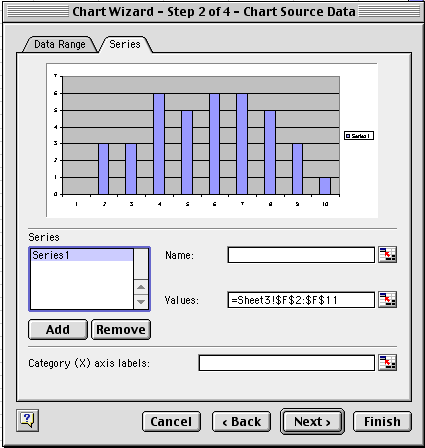 Chart Wizard - Step 2 of 4 - Chart Source Data
Data Range Series
7
6
5
4
3
2
1
0
1 2 3 4 5 6 7 8 9 10
Series1
Series
Series1
Name:
Values: =Sheet3!$F$2:$F$11
Add Remove
Category (X) axis labels:
? Cancel < Back Next > Finish